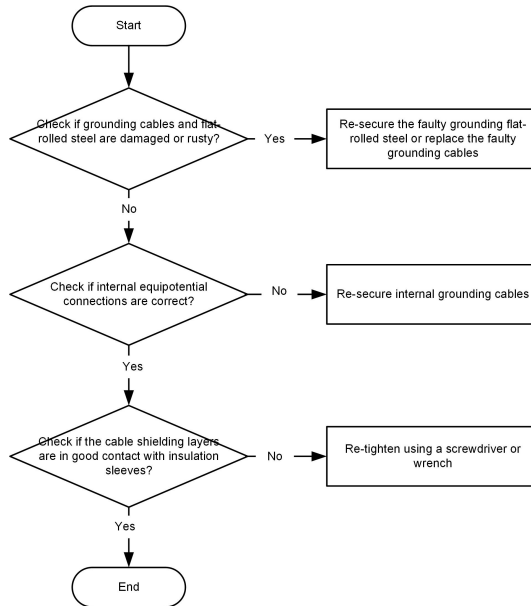 Start
Check if grounding cables and flat-
rolled steel are damaged or rusty?
Yes
Re-secure the faulty grounding flat-
rolled steel or replace the faulty
grounding cables
No
Check if internal equipotential
connections are correct?
No
Re-secure internal grounding cables
Yes
Check if the cable shielding layers
are in good contact with insulation
sleeves?
No
Re-tighten using a screwdriver or
wrench
Yes
End